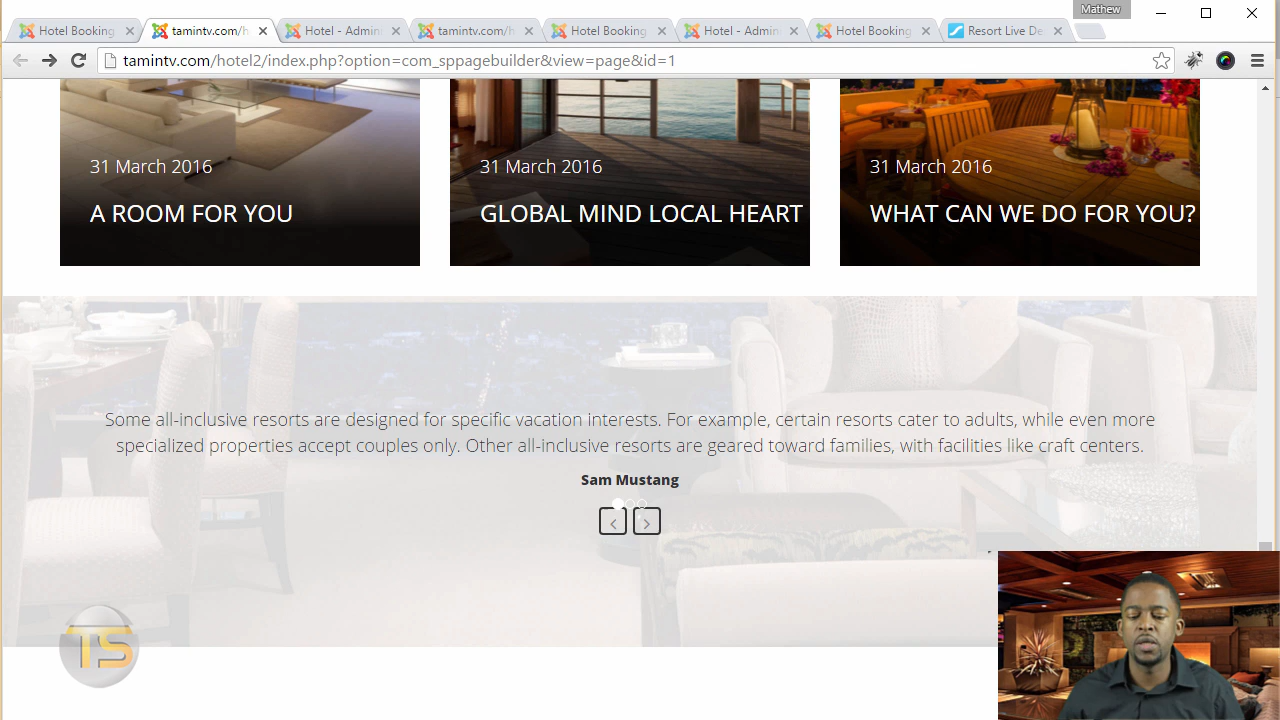 Mathew
Hotel Booking
tamintv.com/h
Hotel - Admin
tamintv.com/h
Hotel Booking
Hotel - Admin
Hotel Booking
Resort Live De
tamintv.com/hotel2/index.php?option=com_sppagebuilder&view=page&id=1
31 March 2016
31 March 2016
31 March 2016
A ROOM FOR YOU
GLOBAL MIND LOCAL HEART
WHAT CAN WE DO FOR YOU?
Some all-inclusive resorts are designed for specific vacation interests. For example, certain resorts cater to adults, while even more
specialized properties accept couples only. Other all-inclusive resorts are geared toward families, with facilities like craft centers.
Sam Mustang
TS